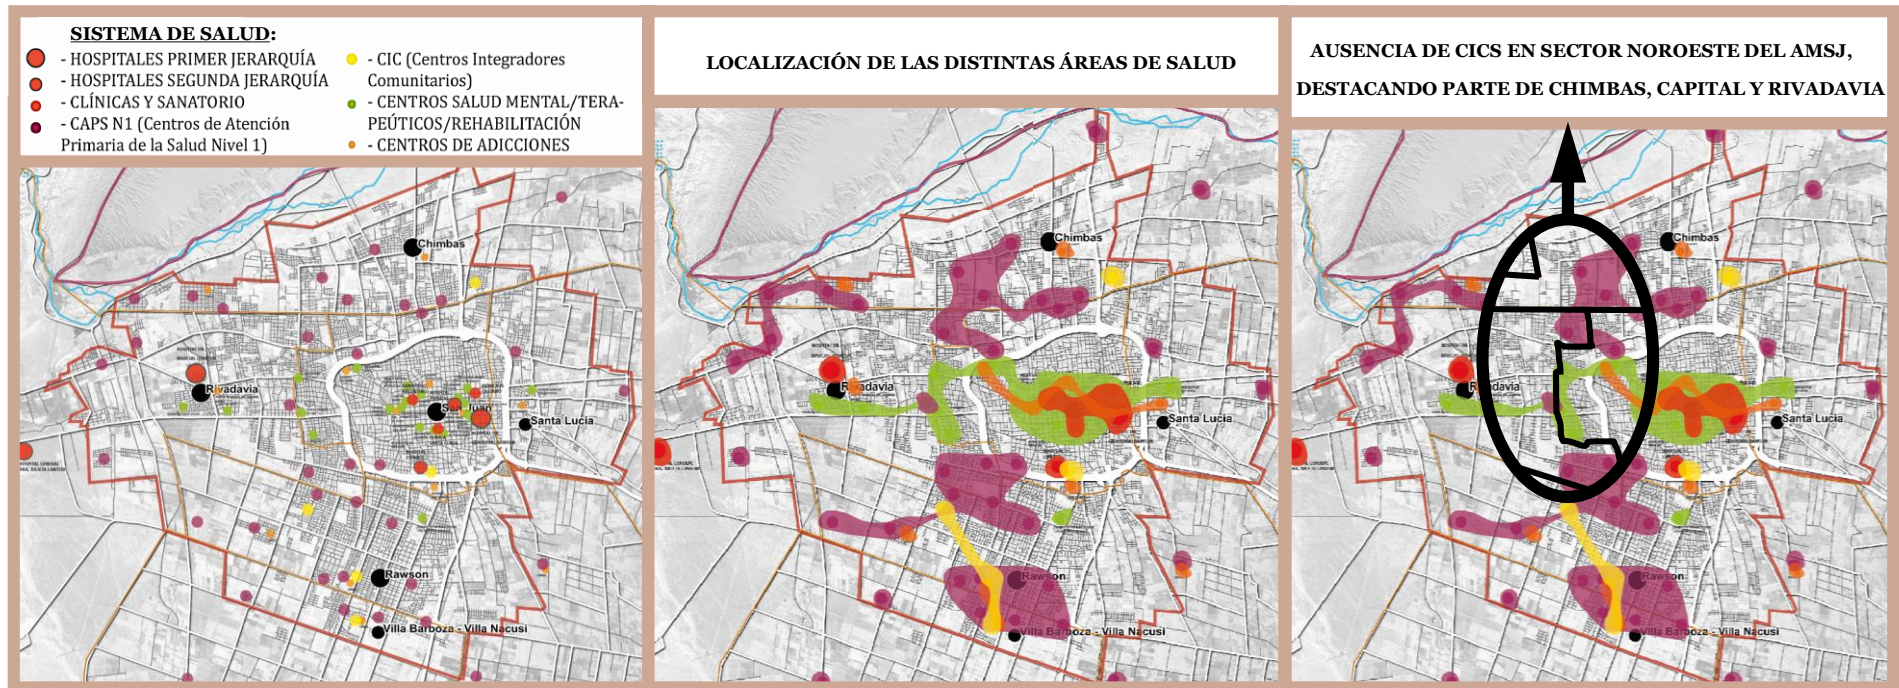 SISTEMA DE SALUD:
- HOSPITALES PRIMER JERARQUÍA
- HOSPITALES SEGUNDA JERARQUÍA
- CLÍNICAS Y SANATORIO
- CAPS N1 (Centros de Atención
Primaria de la Salud Nivel 1)
- CIC (Centros Integradores
Comunitarios)
- CENTROS SALUD MENTAL/TERA-
PEÚTICOS/REHABILITACIÓN
- CENTROS DE ADICCIONES
Chimbas
Rivadavia
San Juan
Santa Lucia
Rawson
Villa Barboza - Villa Nacusi
LOCALIZACIÓN DE LAS DISTINTAS ÁREAS DE SALUD
Chimbas
Rivadavia
Santa Lucia
Rawson
Villa Barboza - Villa Nacusi
AUSENCIA DE CICS EN SECTOR NOROESTE DEL AMSJ,
DESTACANDO PARTE DE CHIMBAS, CAPITAL Y RIVADAVIA
Chimbas
Santa Lucia
Rawson
Villa Barboza - Villa Nacusi